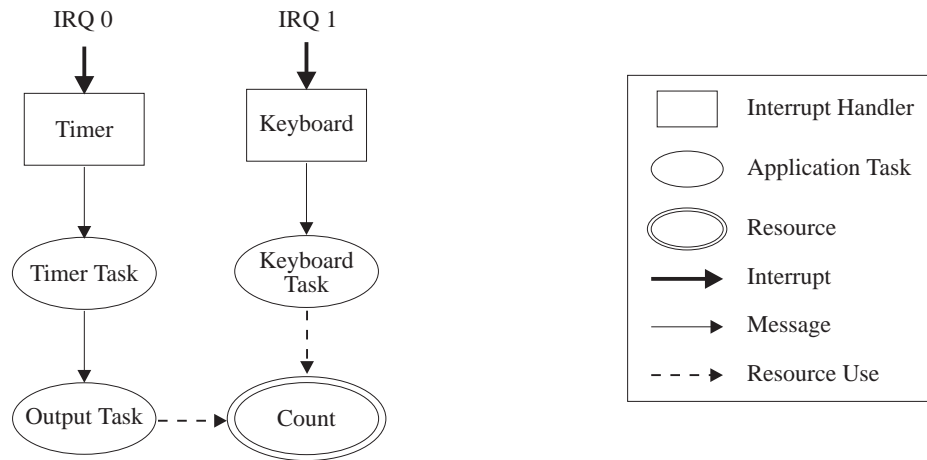 IRQ 0
IRQ 1
Timer
Keyboard
Timer Task
Keyboard
Task
Output Task
Count
Interrupt Handler
Application Task
Resource
Interrupt
Message
Resource Use